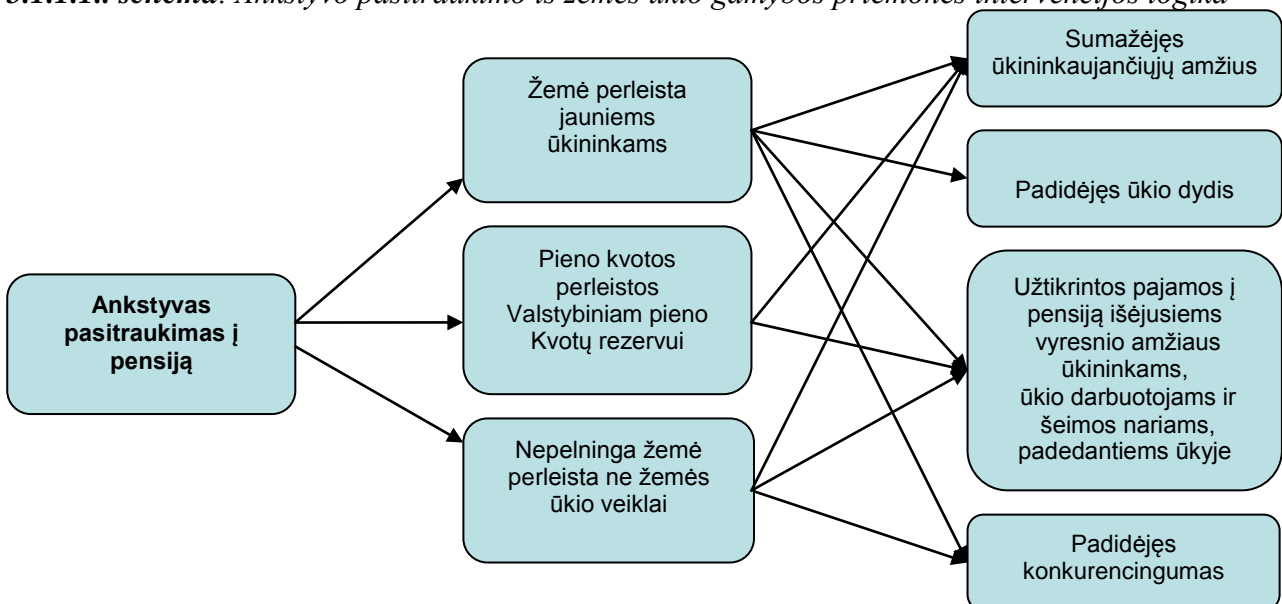 3.1.1.1.. schema. Ankstyvo pasitraukimo iš žemės ūkio gamybos priemonės intervencijos logika
Ankstyvas
pasitraukimas į
pensiją
Žemė perleista
jauniems
ūkininkams
Pieno kvotos
perleistos
Valstybiniam pieno
Kvotų rezervui
Nepelninga žemė
perleista ne žemės
ūkio veiklai
Sumažėjęs
ūkininkaujančiųjų amžius
Padidėjęs ūkio dydis
Užtikrintos pajamos į
pensiją išėjusiems
vyresnio amžiaus
ūkininkams,
ūkio darbuotojams ir
šeimos nariams,
padedantiems ūkyje
Padidėjęs
konkurencingumas